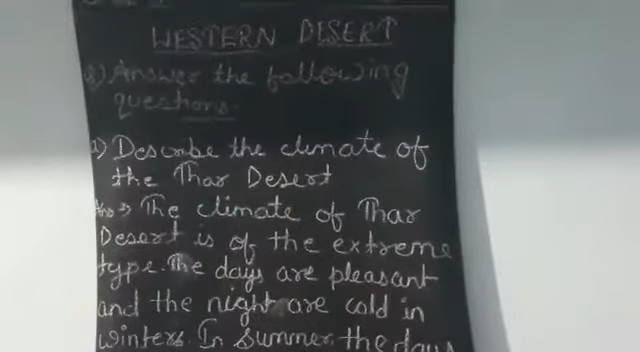 WESTERN DESERT
Q) Answer the following
questions.
a) Describe the climate of
the Thar Desert
Ans → The climate of Thar
Desert is of the extreme
type. The days are pleasant
and the night are cold in
winters. In Summer, the days